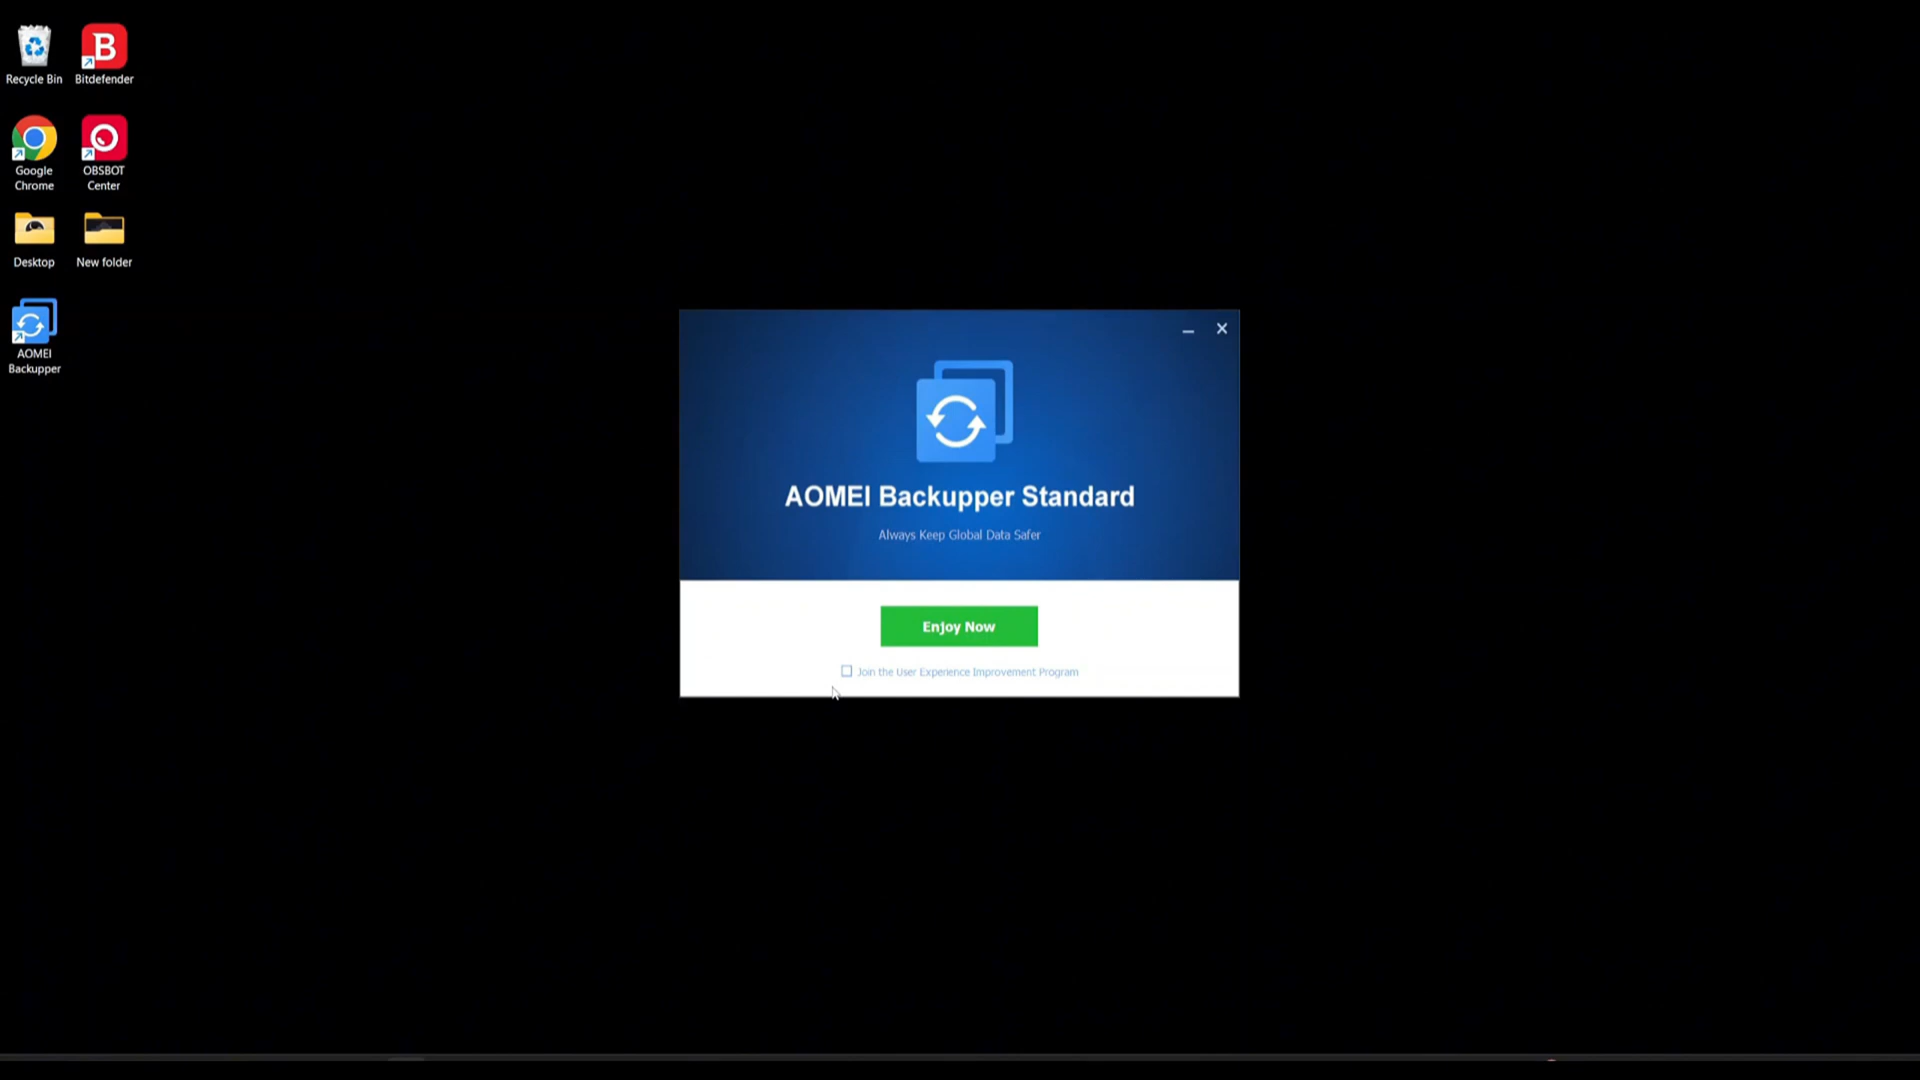 Recycle Bin
Bitdefender
B
Google
Chrome
OBSBOT
Center
Desktop
New folder
AOMEI
Backupper
AOMEI Backupper Standard
Always Keep Global Data Safer
Enjoy Now
Join the User Experience Improvement Program